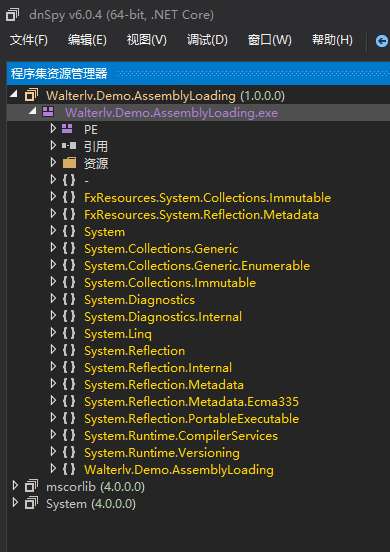 dnSpy v6.0.4 (64-bit, .NET Core)
文件(F) 编辑(E) 视图(V) 调试(D) 窗口(W) 帮助(H)
程序集资源管理器
Walterlv.Demo.AssemblyLoading (1.0.0.0)
Walterlv.Demo.AssemblyLoading.exe
PE
引用
资源
{ } -
{ } FxResources.System.Collections.Immutable
{ } FxResources.System.Reflection.Metadata
{ } System
{ } System.Collections.Generic
{ } System.Collections.Generic.Enumerable
{ } System.Collections.Immutable
{ } System.Diagnostics
{ } System.Diagnostics.Internal
{ } System.Linq
{ } System.Reflection
{ } System.Reflection.Internal
{ } System.Reflection.Metadata
{ } System.Reflection.Metadata.Ecma335
{ } System.Reflection.PortableExecutable
{ } System.Runtime.CompilerServices
{ } System.Runtime.Versioning
{ } Walterlv.Demo.AssemblyLoading
mscorlib (4.0.0.0)
System (4.0.0.0)